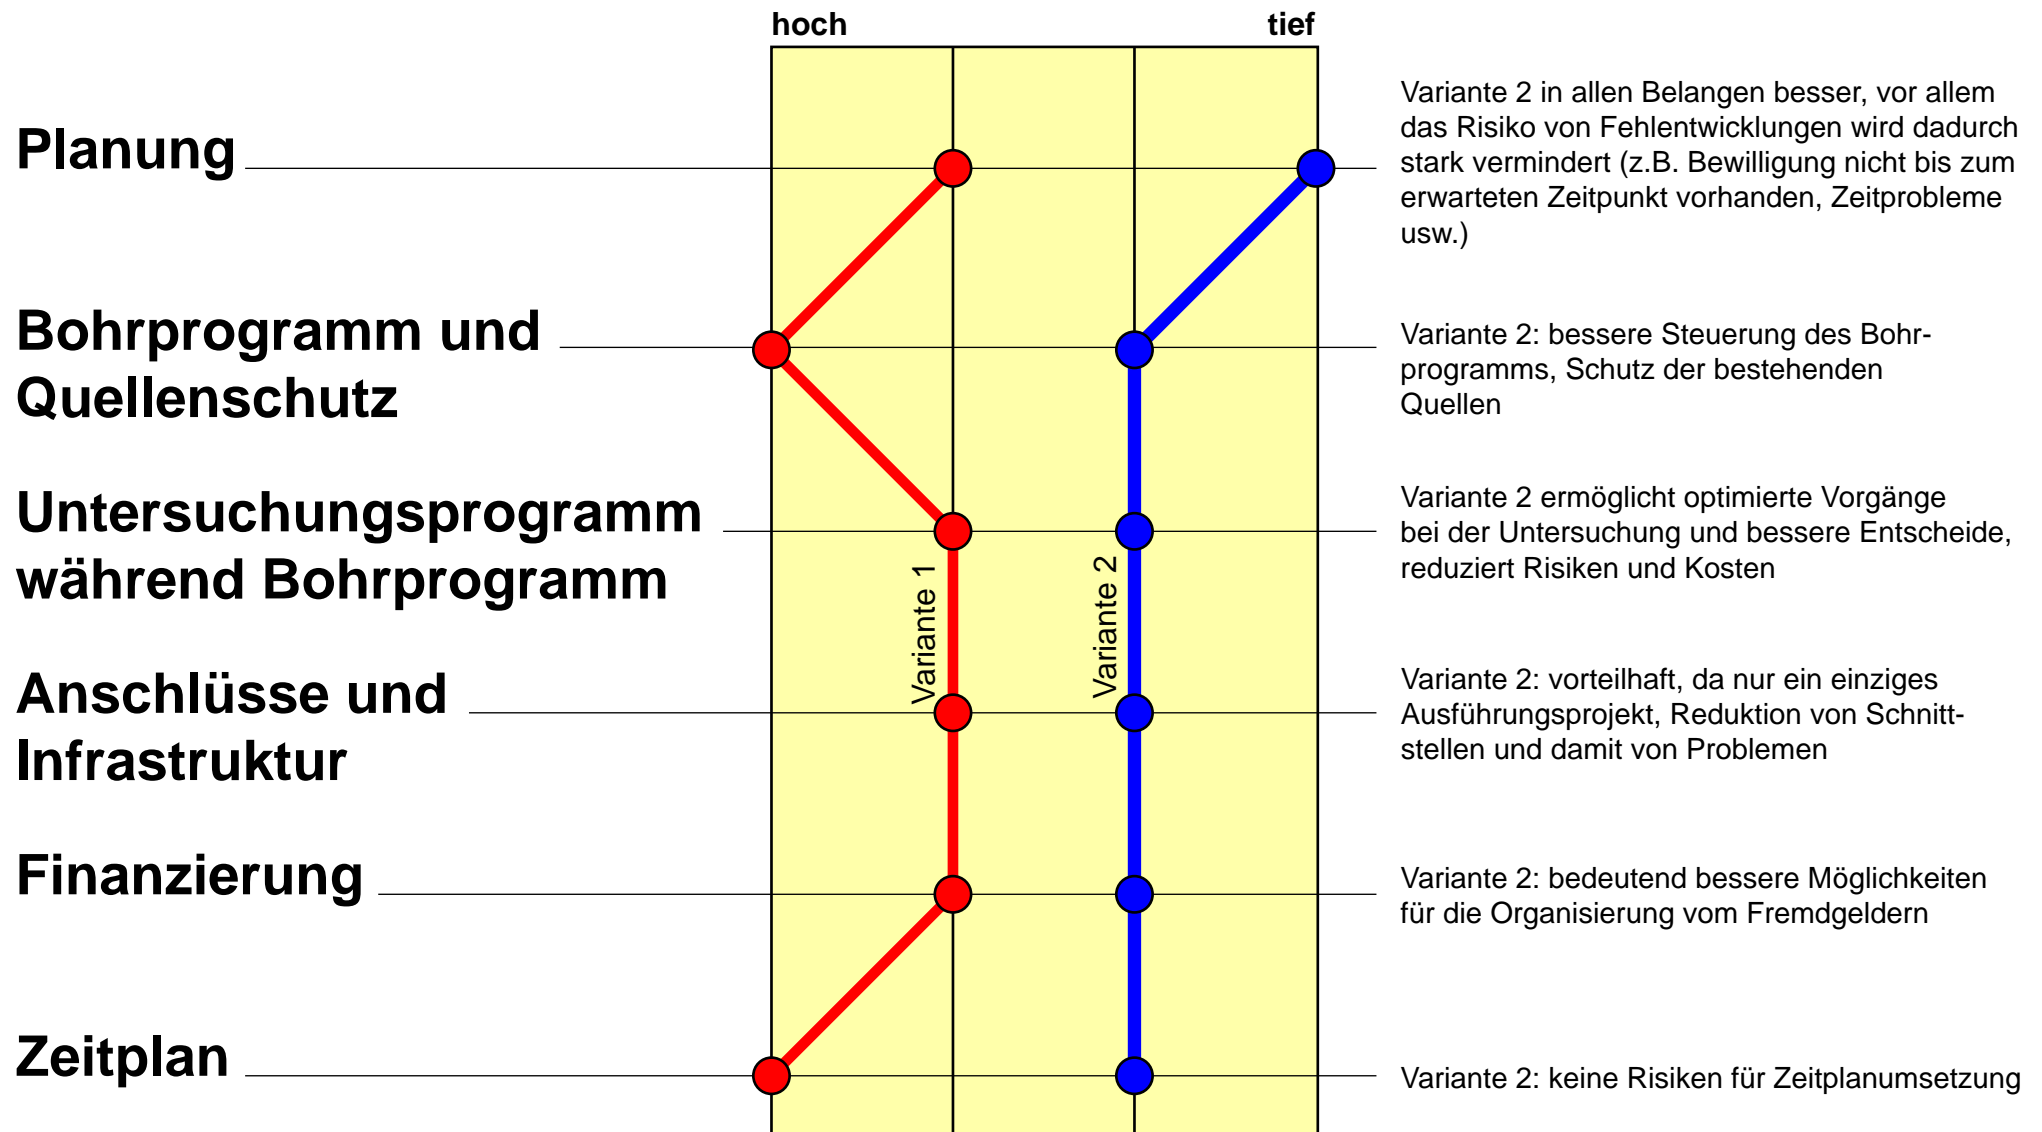 hoch tief
Planung
Variante 2 in allen Belangen besser, vor allem
das Risiko von Fehlentwicklungen wird dadurch
stark vermindert (z.B. Bewilligung nicht bis zum
erwarteten Zeitpunkt vorhanden, Zeitprobleme
usw.)
Bohrprogramm und
Quellenschutz
Variante 2: bessere Steuerung des Bohr-
programms, Schutz der bestehenden
Quellen
Untersuchungsprogramm
während Bohrprogramm
Variante 2 ermöglicht optimierte Vorgänge
bei der Untersuchung und bessere Entscheide,
reduziert Risiken und Kosten
Variante 1
Variante 2
Anschlüsse und
Infrastruktur
Variante 2: vorteilhaft, da nur ein einziges
Ausführungsprojekt, Reduktion von Schnitt-
stellen und damit von Problemen
Finanzierung
Variante 2: bedeutend bessere Möglichkeiten
für die Organisierung vom Fremdgeldern
Zeitplan
Variante 2: keine Risiken für Zeitplanumsetzung